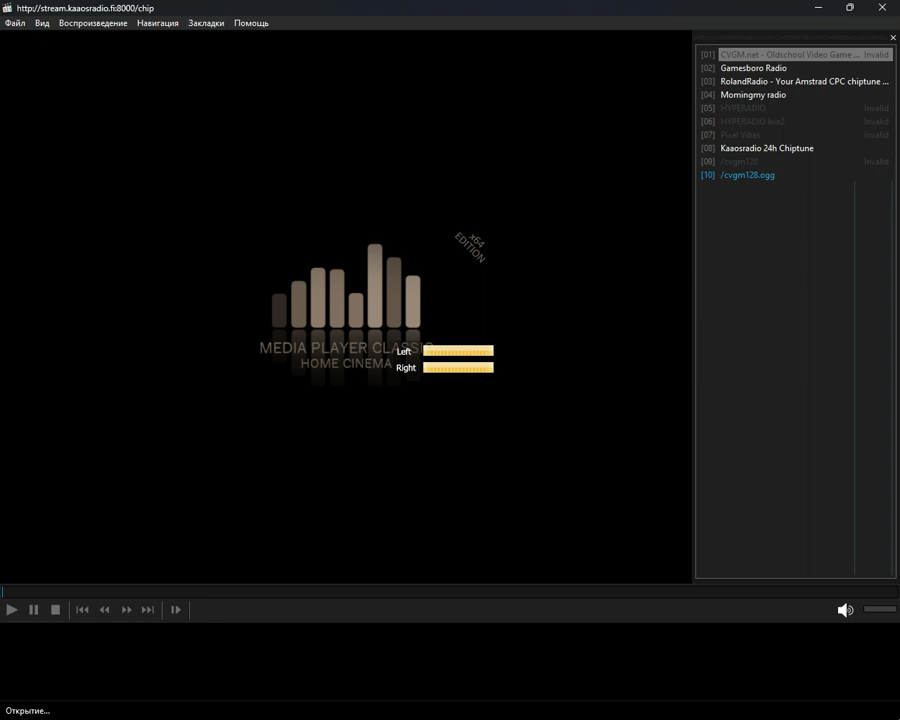 http://stream.kaaosradio.fi:8000/chip
Файл Вид Воспроизведение Навигация Закладки Помощь
[01] CVGM.net - Oldschool Video Game ... Invalid
[02] Gamesboro Radio
[03] RolandRadio - Your Amstrad CPC chiptune ...
[04] Momingmy radio
[05] HYPERADIO Invalid
[06] HYPERADIO live2 Invalid
[07] Pixel Vibes Invalid
[08] Kaaosradio 24h Chiptune
[09] /cvgm128 Invalid
[10] /cvgm128.ogg
x64
EDITION
MEDIA PLAYER CLASSIC
HOME CINEMA
Left
Right
Открытие...